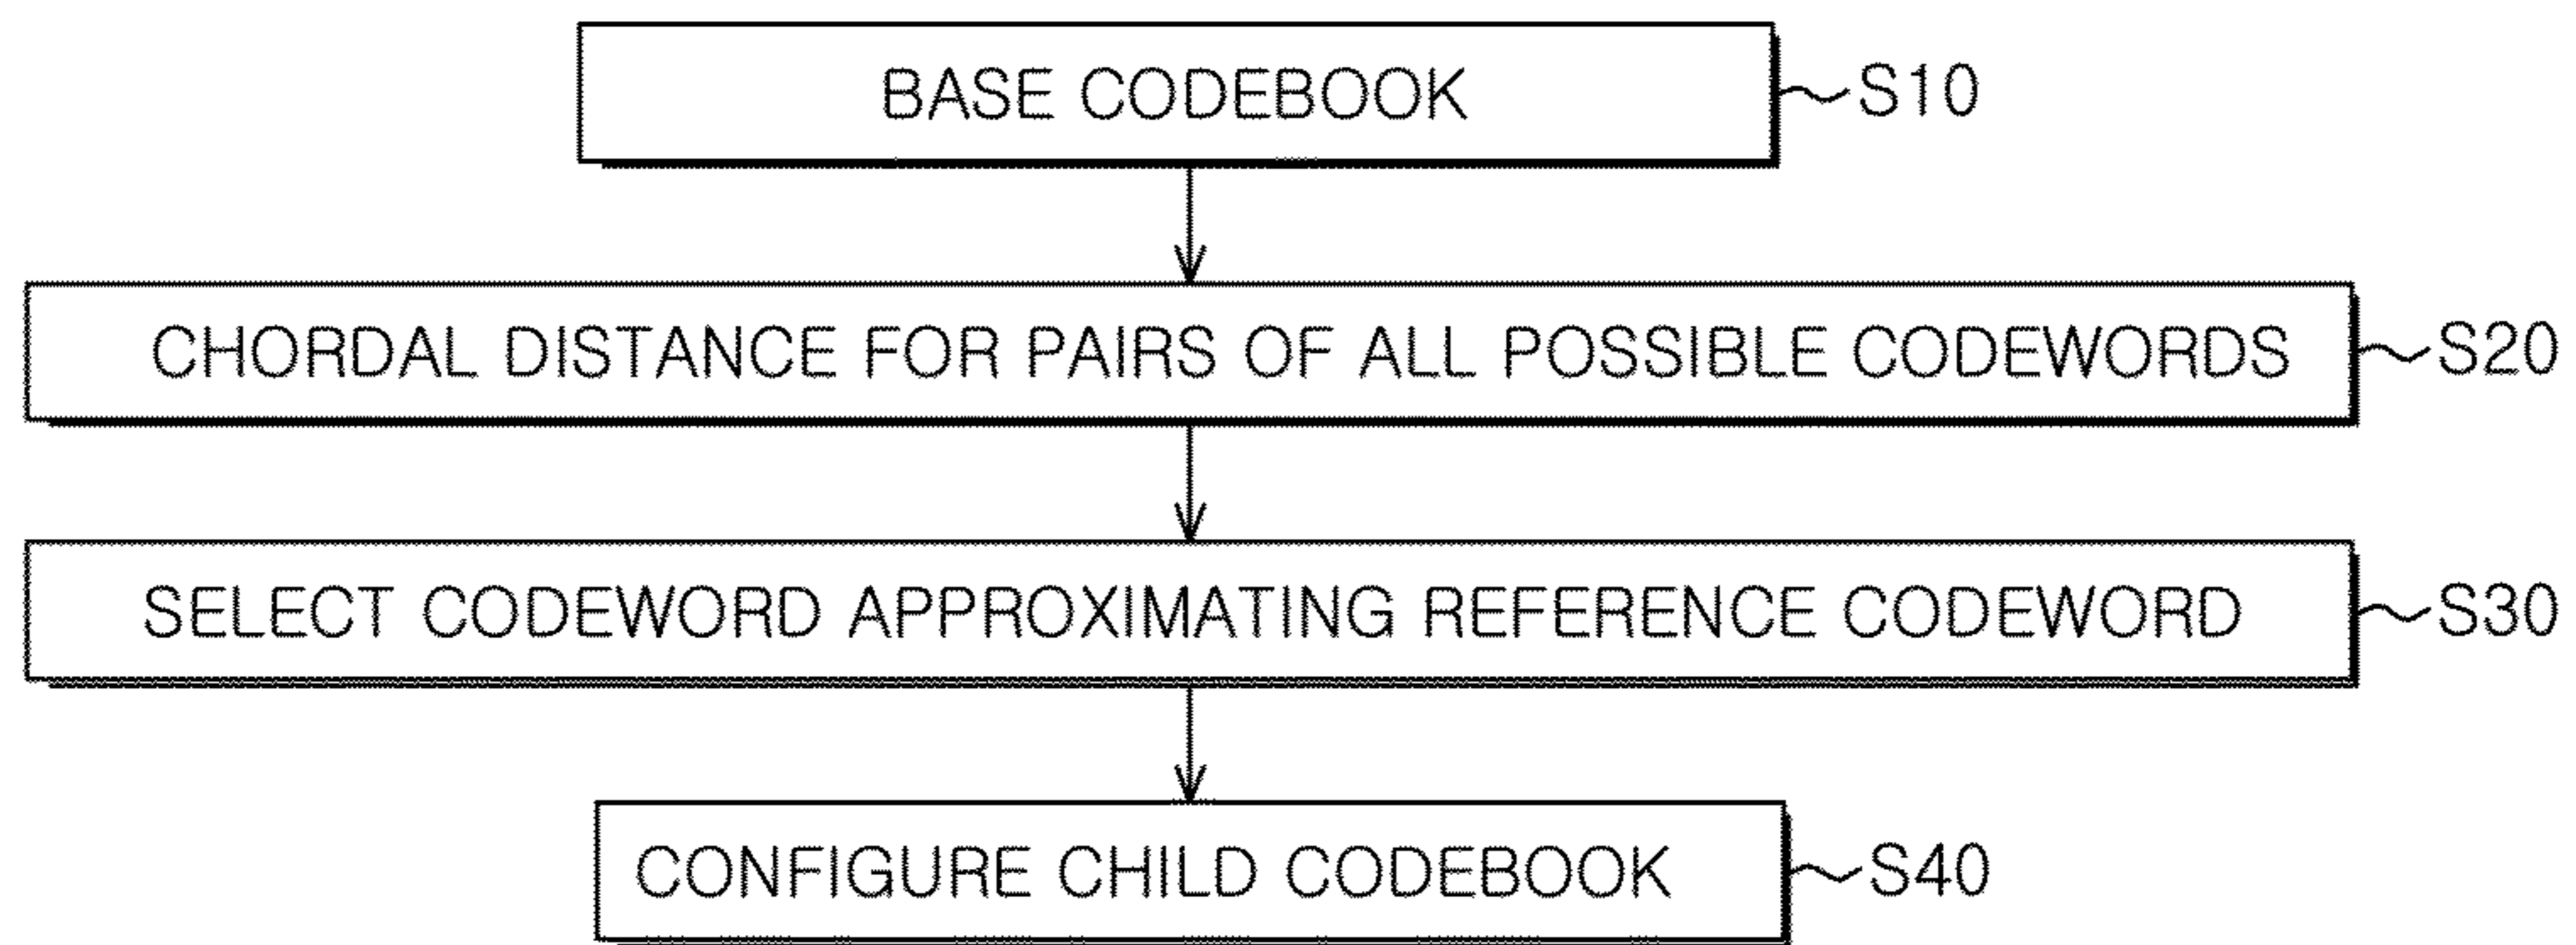 BASE CODEBOOK S10
CHORDAL DISTANCE FOR PAIRS OF ALL POSSIBLE CODEWORDS S20
SELECT CODEWORD APPROXIMATING REFERENCE CODEWORD S30
CONFIGURE CHILD CODEBOOK S40